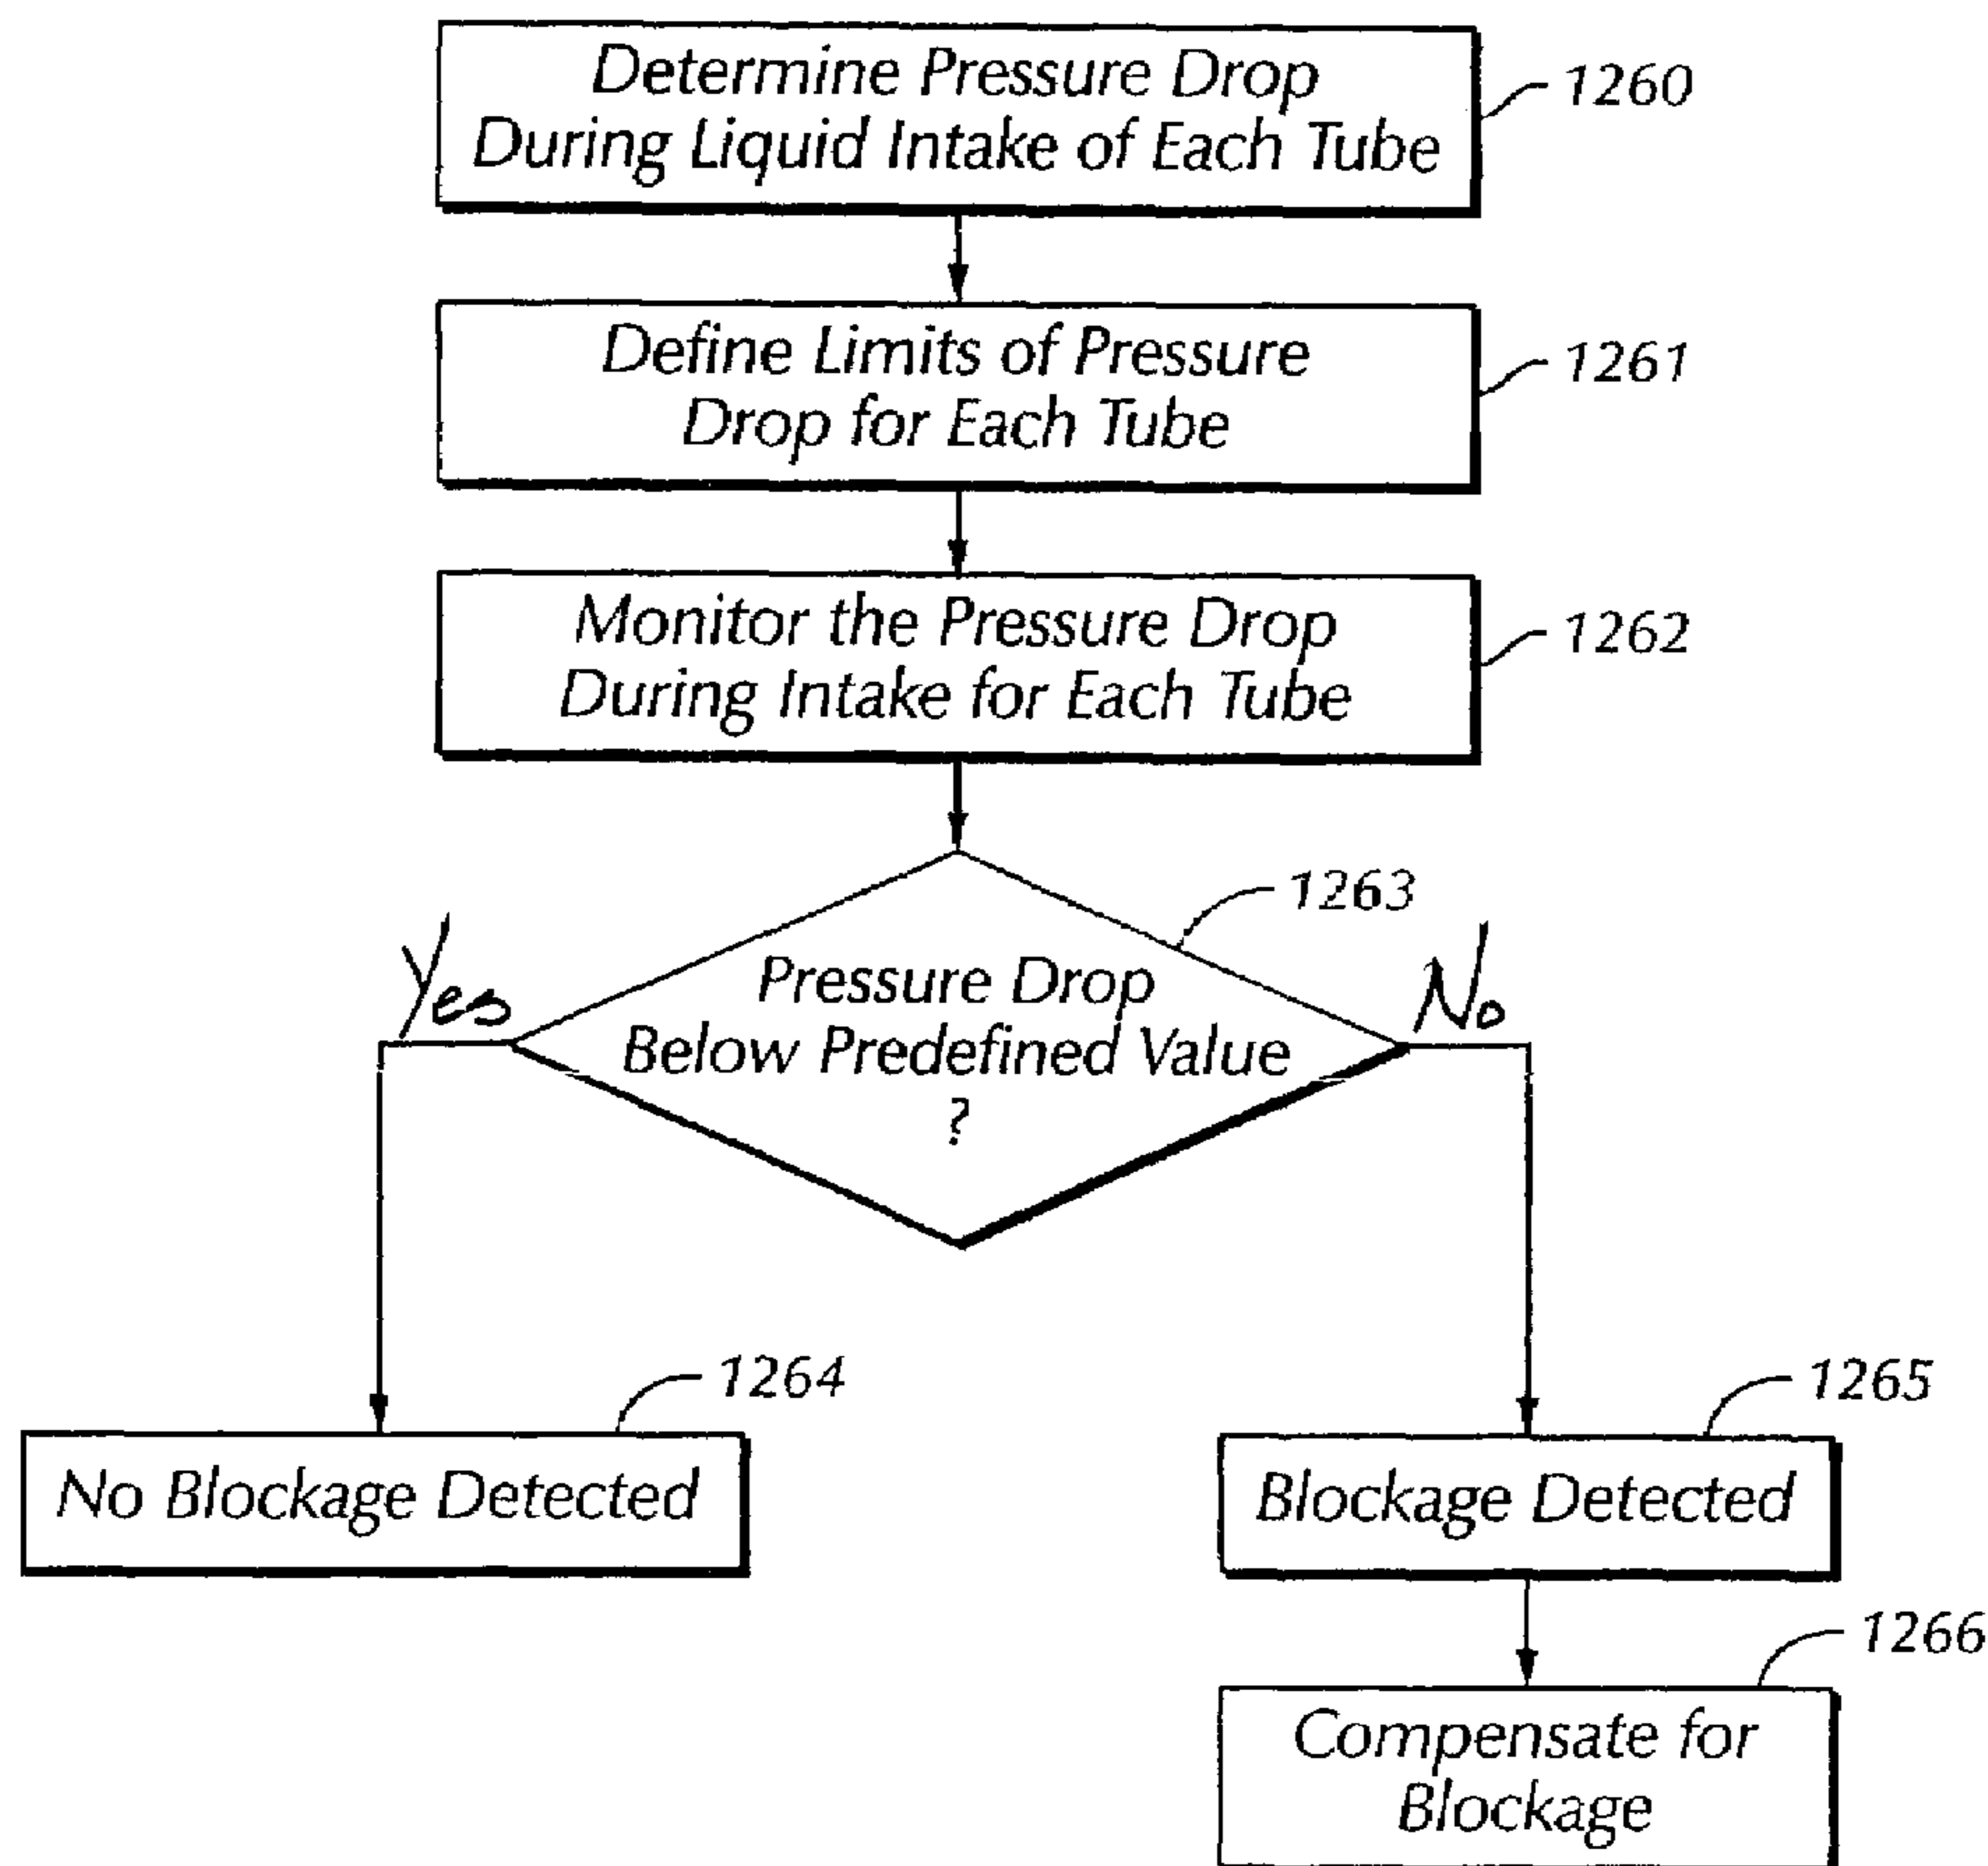 Determine Pressure Drop
During Liquid Intake of Each Tube
1260
Define Limits of Pressure
Drop for Each Tube
1261
Monitor the Pressure Drop
During Intake for Each Tube
1262
1263
Yes
Pressure Drop
Below Predefined Value
?
No
1264
No Blockage Detected
1265
Blockage Detected
1266
Compensate for
Blockage